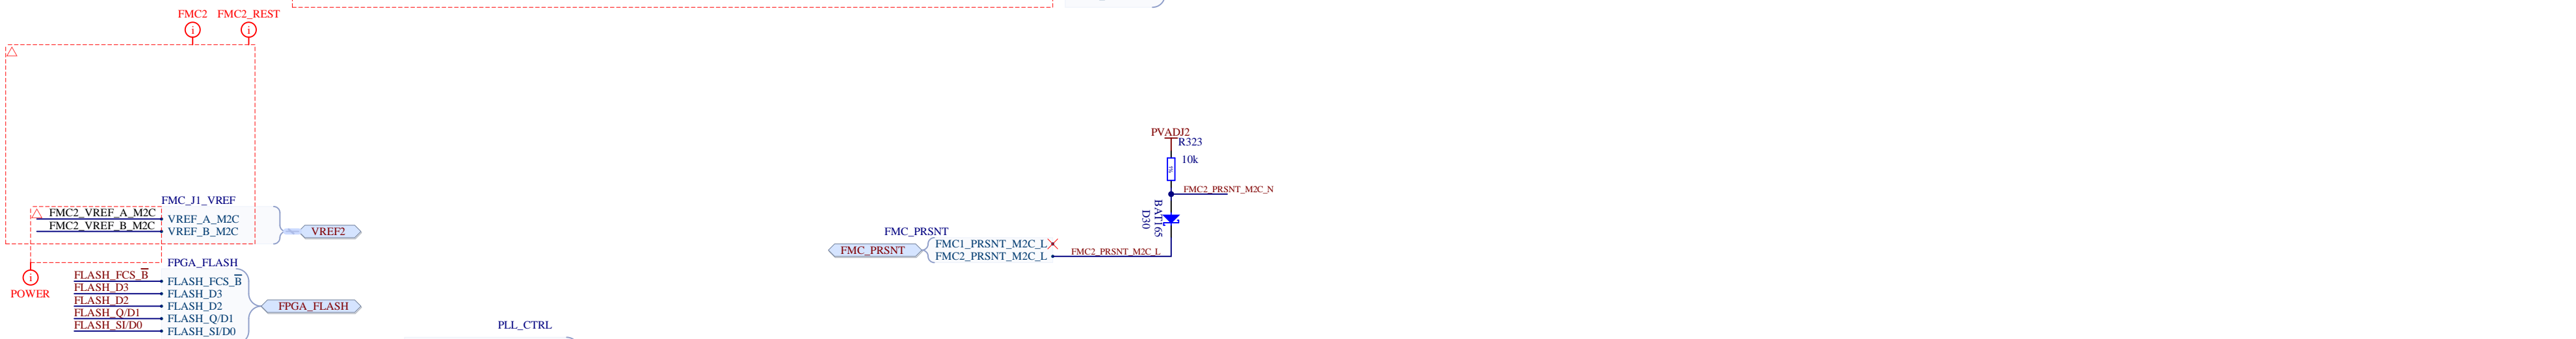 FMC2 FMC2_REST
PVADJ2
R323
10k
FMC2_PRSNT_M2C_N
BAT165
D30
FMC_J1_VREF
FMC2_VREF_A_M2C VREF_A_M2C
FMC2_VREF_B_M2C VREF_B_M2C
VREF2
FMC_PRSNT
FMC_PRSNT
FMC1_PRSNT_M2C_L
FMC2_PRSNT_M2C_L
FMC2_PRSNT_M2C_L
POWER
FPGA_FLASH
FLASH_FCS_B FLASH_FCS_B
FLASH_D3 FLASH_D3
FLASH_D2 FLASH_D2
FLASH_Q/D1 FLASH_Q/D1
FLASH_SI/D0 FLASH_SI/D0
FPGA_FLASH
PLL_CTRL